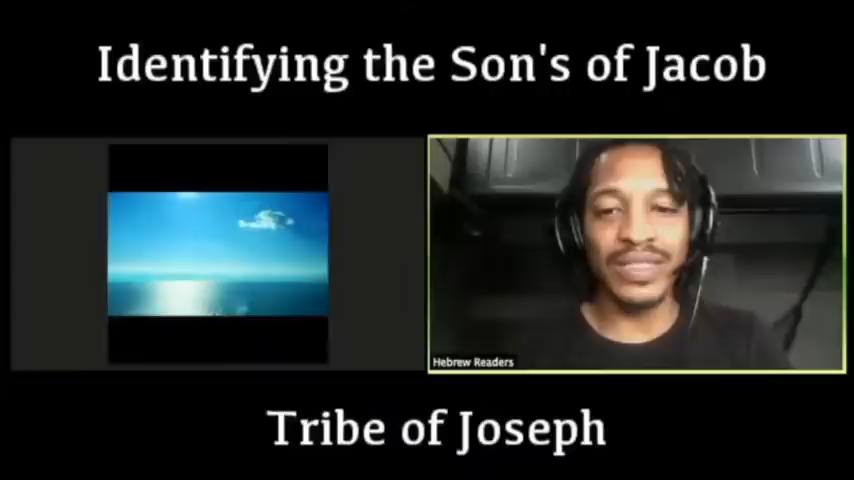 Identifying the Son's of Jacob
Hebrew Readers
Tribe of Joseph